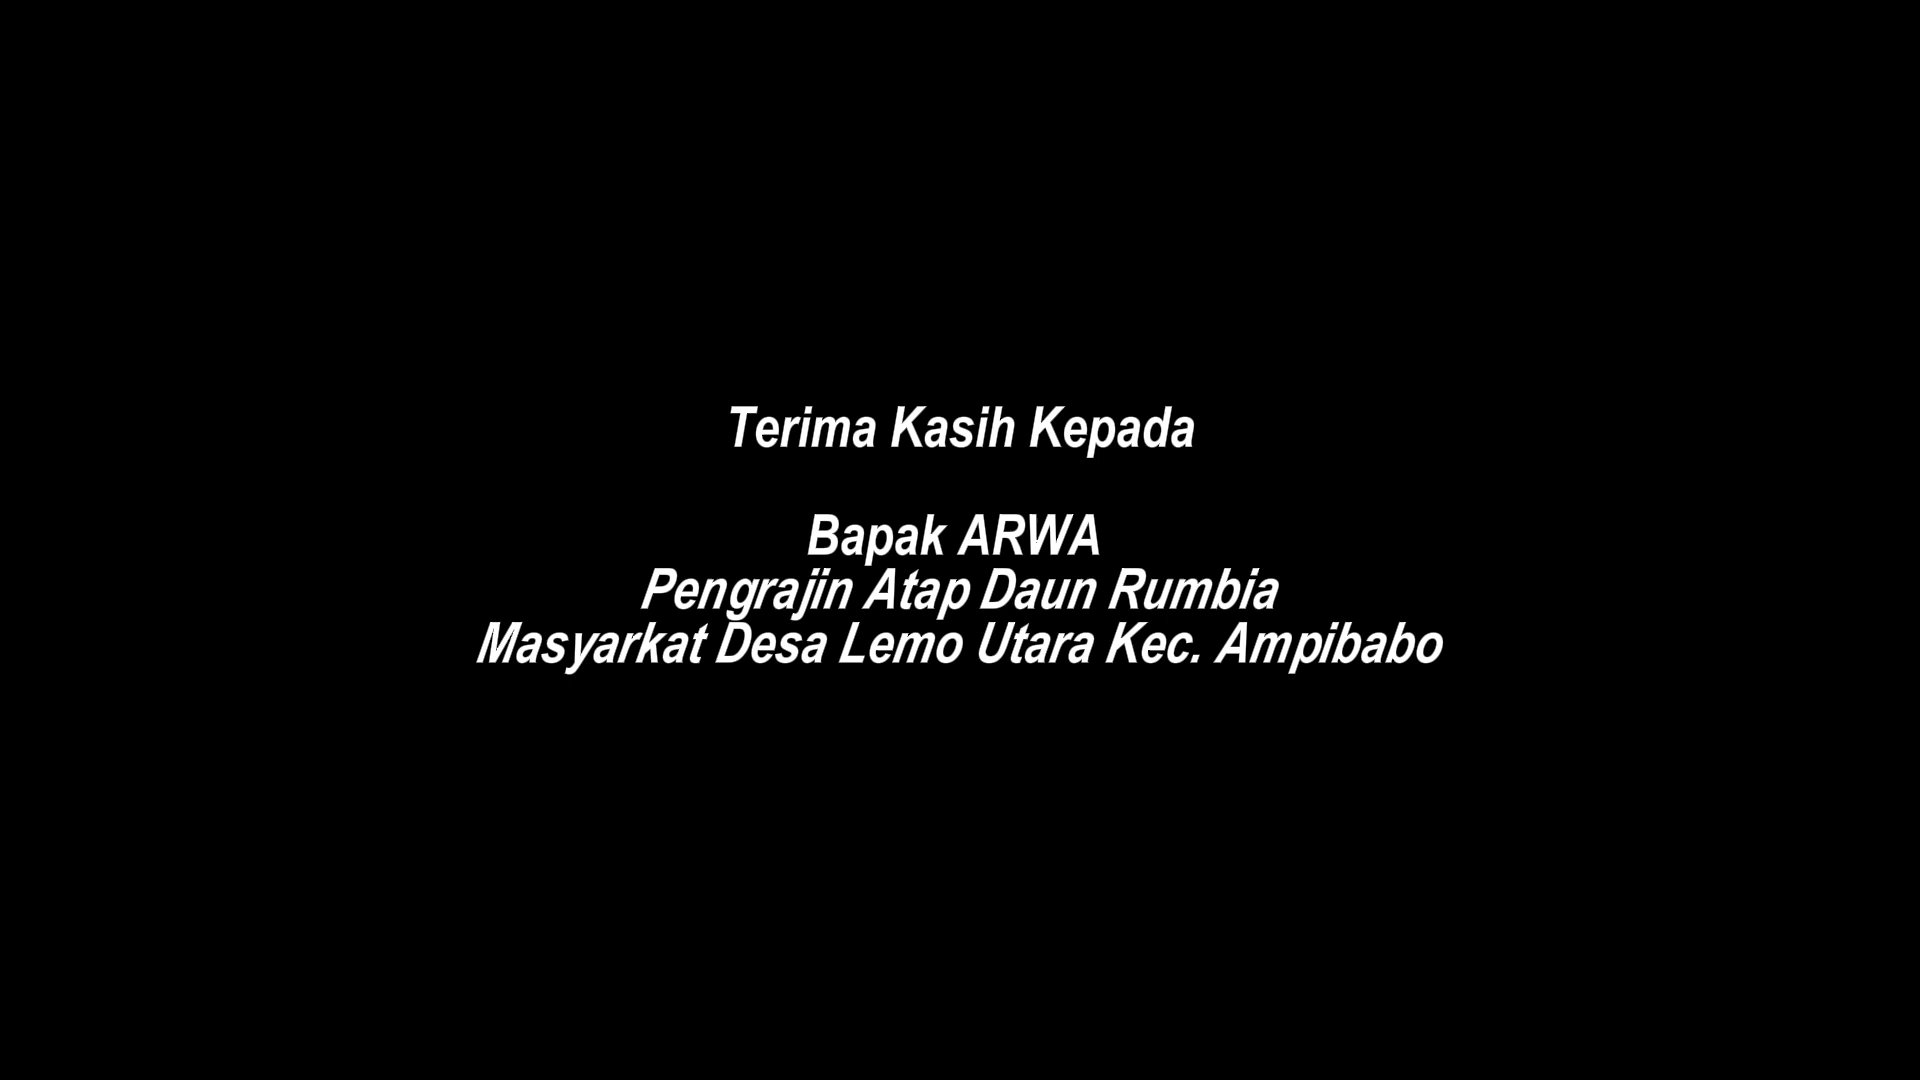 Terima Kasih Kepada
Bapak ARWA
Pengrajin Atap Daun Rumbia
Masyarkat Desa Lemo Utara Kec. Ampibabo